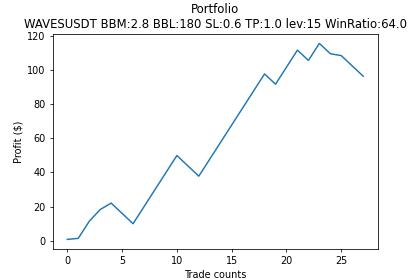 Portfolio
WAVESUSDT BBM:2.8 BBL:180 SL:0.6 TP:1.0 lev:15 WinRatio:64.0
120
100
80
60
40
20
0
Profit ($)
0 5 10 15 20 25
Trade counts